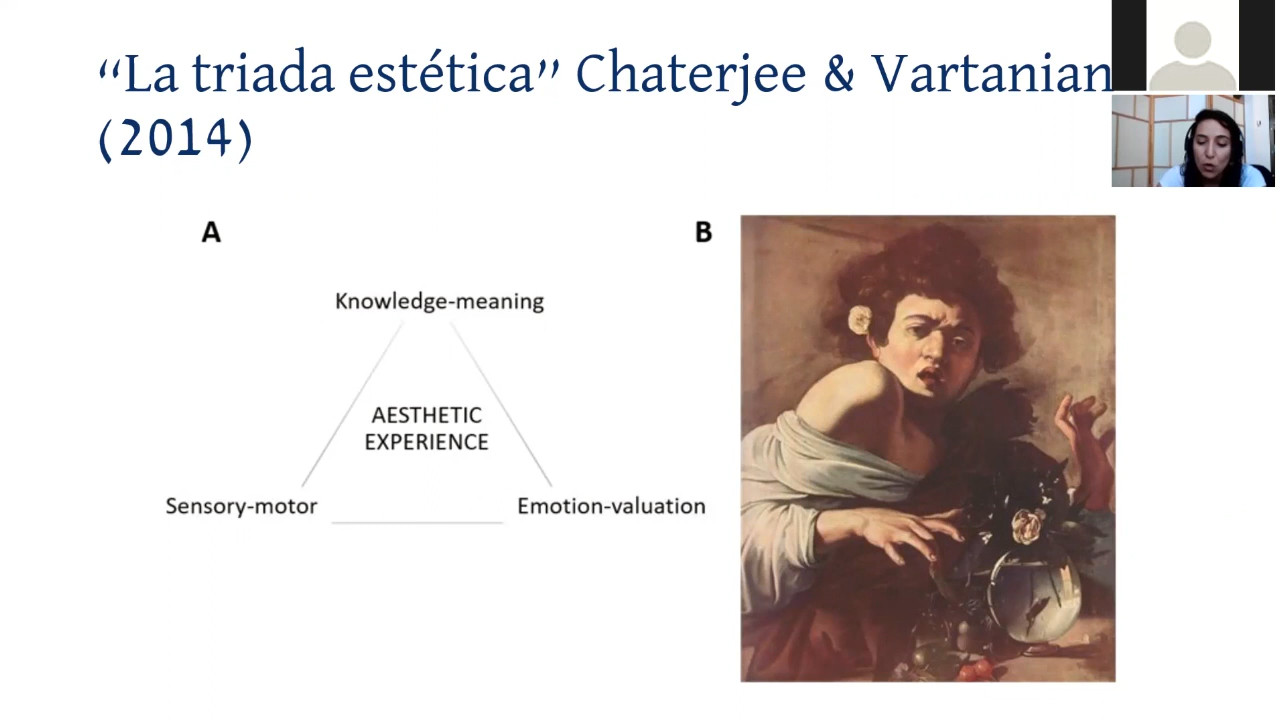 “La triada estética” Chaterjee & Vartanian
(2014)
A
B
Knowledge-meaning
AESTHETIC
EXPERIENCE
Sensory-motor
Emotion-valuation